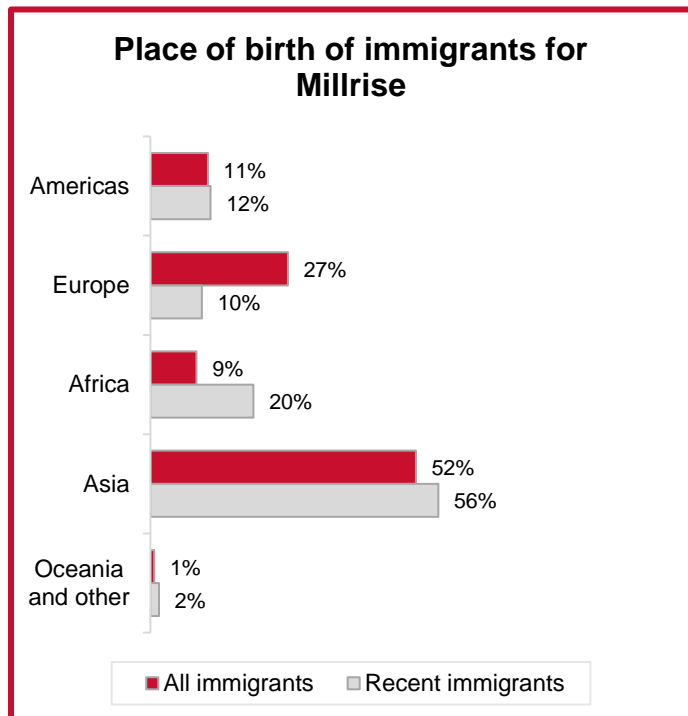 Place of birth of immigrants for
Millrise
Americas
11%
12%
Europe
27%
10%
Africa
9%
20%
Asia
52%
56%
Oceania
and other
1%
2%
All immigrants
Recent immigrants